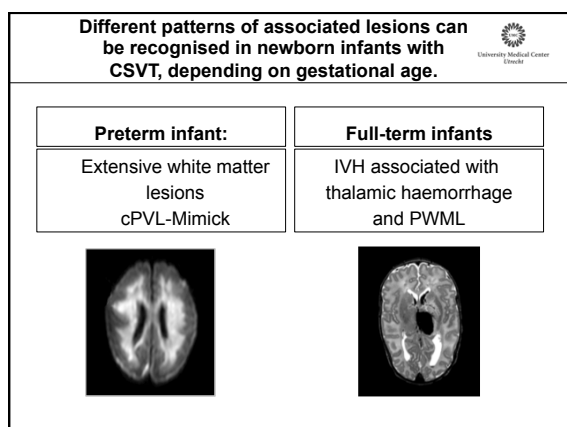 Different patterns of associated lesions can
be recognised in newborn infants with
CSVT, depending on gestational age.
UMC
University Medical Center
Utrecht
Preterm infant:
Full-term infants
Extensive white matter
lesions
cPVL-Mimick
IVH associated with
thalamic haemorrhage
and PWML